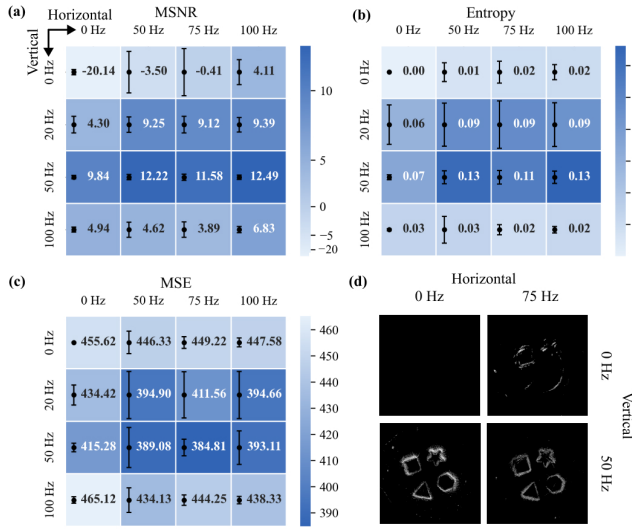 (a)
Horizontal
MSNR
Vertical
0 Hz 50 Hz 75 Hz 100 Hz
0 Hz -20.14 -3.50 -0.41 4.11
20 Hz 4.30 9.25 9.12 9.39
50 Hz 9.84 12.22 11.58 12.49
100 Hz 4.94 4.62 3.89 6.83
10
5
0
-5
-20
(b)
Entropy
0 Hz 50 Hz 75 Hz 100 Hz
0 Hz 0.00 0.01 0.02 0.02
20 Hz 0.06 0.09 0.09 0.09
50 Hz 0.07 0.13 0.11 0.13
100 Hz 0.03 0.03 0.02 0.02
(c)
MSE
0 Hz 50 Hz 75 Hz 100 Hz
0 Hz 455.62 446.33 449.22 447.58
20 Hz 434.42 394.90 411.56 394.66
50 Hz 415.28 389.08 384.81 393.11
100 Hz 465.12 434.13 444.25 438.33
460
450
440
430
420
410
400
390
(d)
Horizontal
0 Hz 75 Hz
0 Hz
50 Hz
Vertical